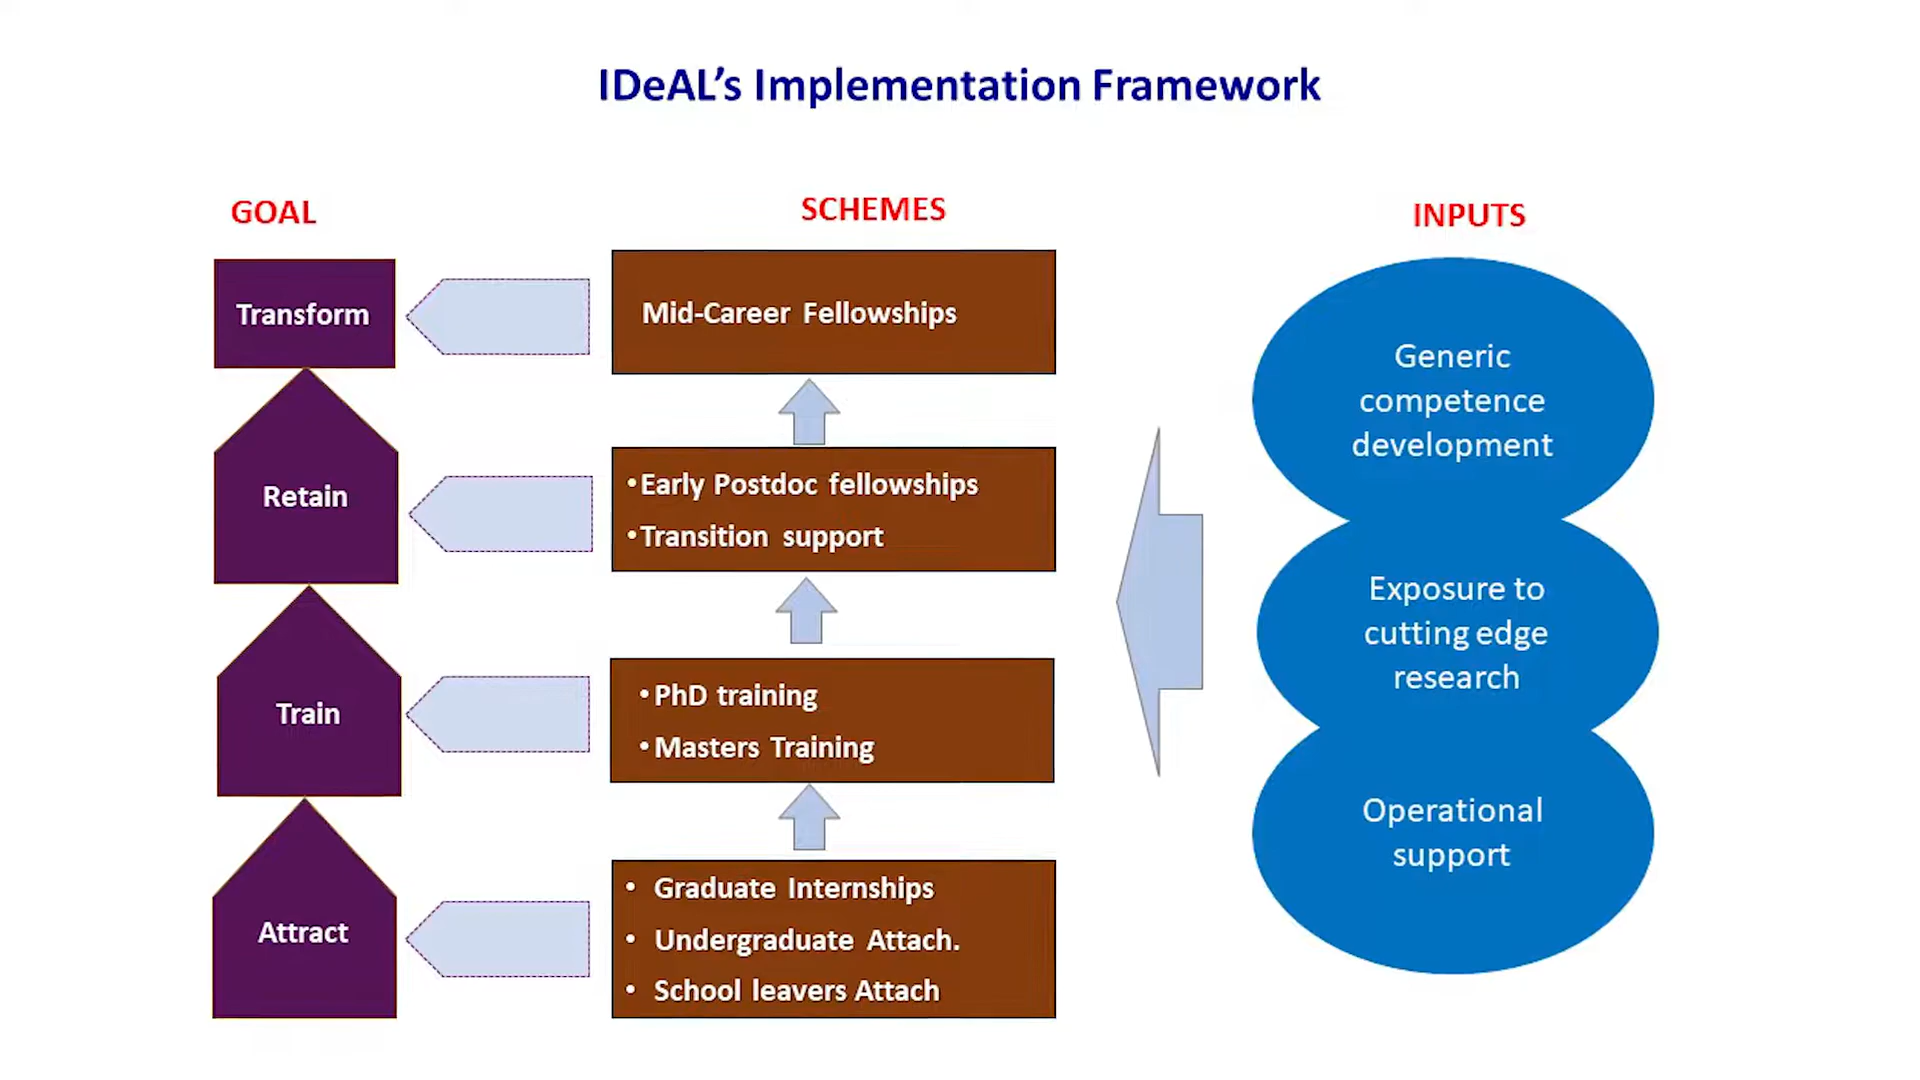 IDeAL’s Implementation Framework
GOAL
SCHEMES
INPUTS
Transform
Mid-Career Fellowships
Generic
competence
development
Retain
•Early Postdoc fellowships
•Transition support
Exposure to
cutting edge
research
Train
•PhD training
•Masters Training
Operational
support
Attract
• Graduate Internships
• Undergraduate Attach.
• School leavers Attach